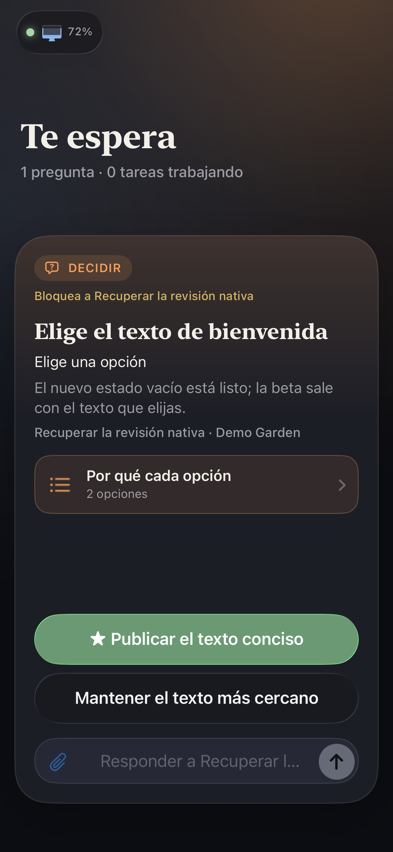 72%
Te espera
1 pregunta · 0 tareas trabajando
DECIDIR
Bloquea a Recuperar la revisión nativa
Elige el texto de bienvenida
Elige una opción
El nuevo estado vacío está listo; la beta sale
con el texto que elijas.
Recuperar la revisión nativa · Demo Garden
Por qué cada opción
2 opciones
★ Publicar el texto conciso
Mantener el texto más cercano
Responder a Recuperar l...